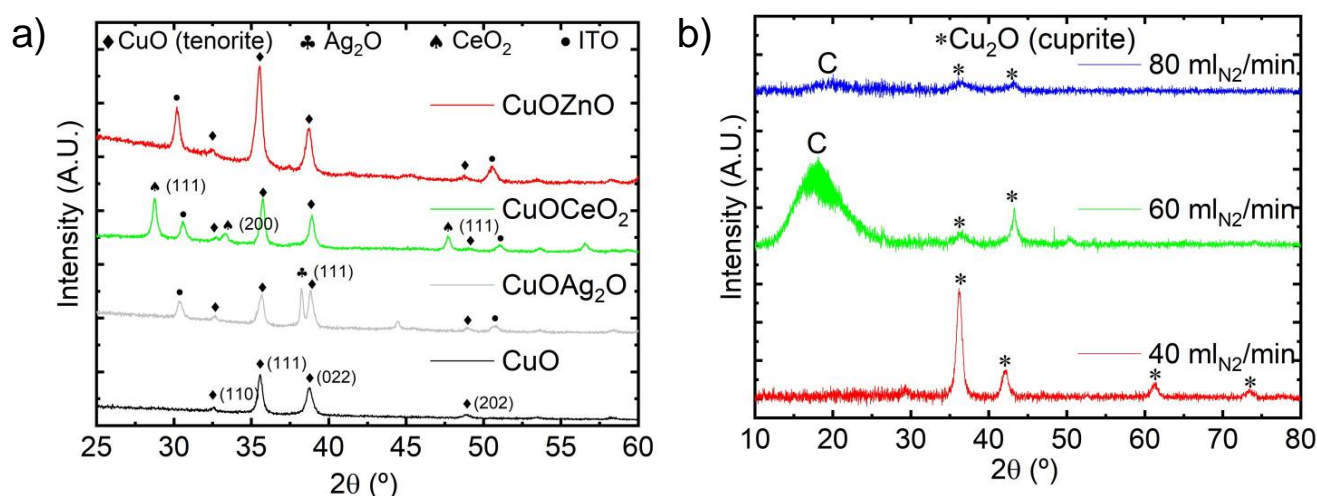 a)
♦ CuO (tenorite) ♣ Ag₂O ♠ CeO₂ ● ITO
CuOZnO
CuOCeO₂
CuOAg₂O
CuO
♠ (111)
♠ (200)
(111)
♣ (111)
(110)
(111)
(022)
(202)
Intensity (A.U.)
25 30 35 40 45 50 55 60
2θ (º)
b)
*Cu₂O (cuprite)
C
80 mlN2/min
C
60 mlN2/min
40 mlN2/min
Intensity (A.U.)
10 20 30 40 50 60 70 80
2θ (º)